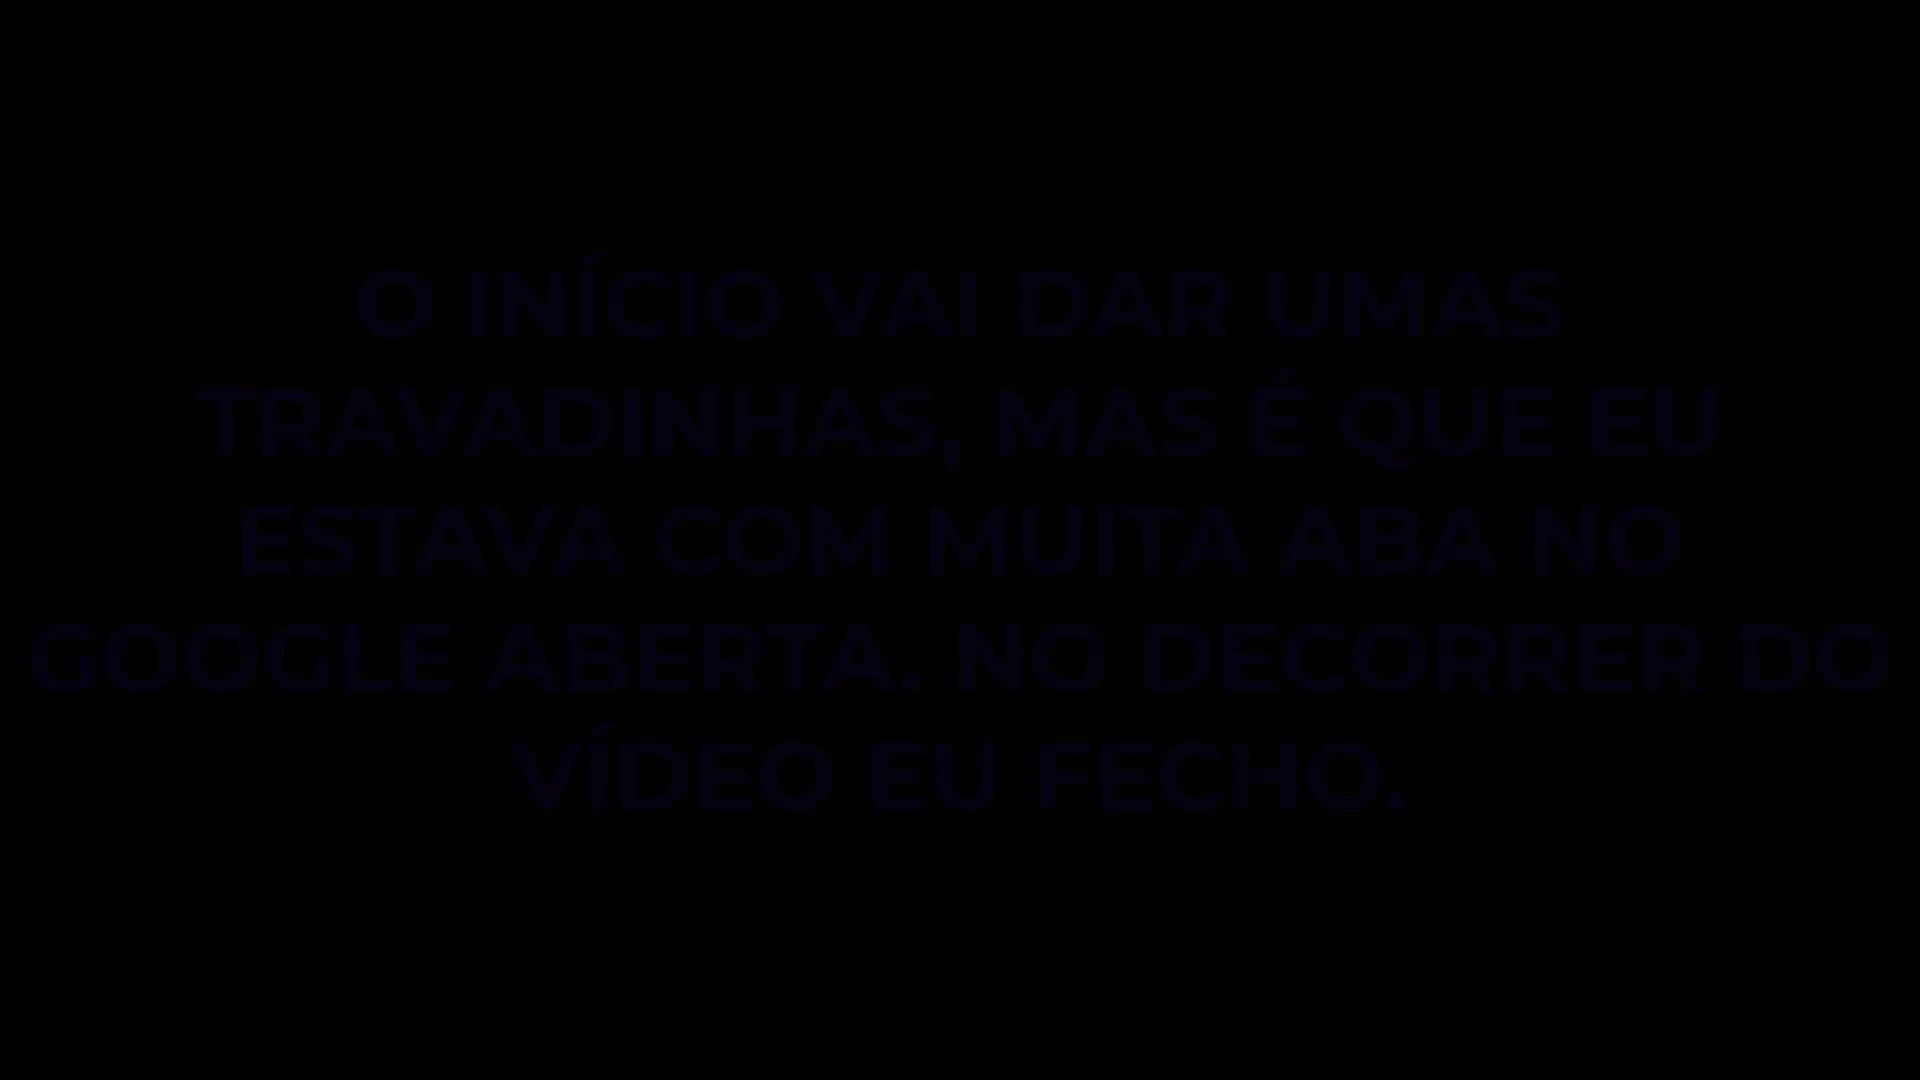 O INÍCIO VAI DAR UMAS
TRAVADINHAS, MAS É QUE EU
ESTAVA COM MUITA ABA NO
GOOGLE ABERTA. NO DECORRER DO
VÍDEO EU FECHO.